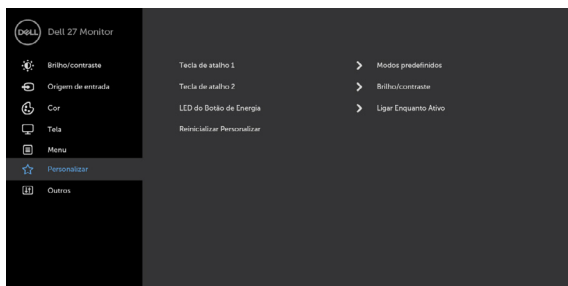 DELL Dell 27 Monitor
Brilho/contraste
Origem de entrada
Cor
Tela
Menu
Personalizar
Outros
Tecla de atalho 1 Modos predefinidos
Tecla de atalho 2 Brilho/contraste
LED do Botão de Energia Ligar Enquanto Ativo
Reinicializar Personalizar